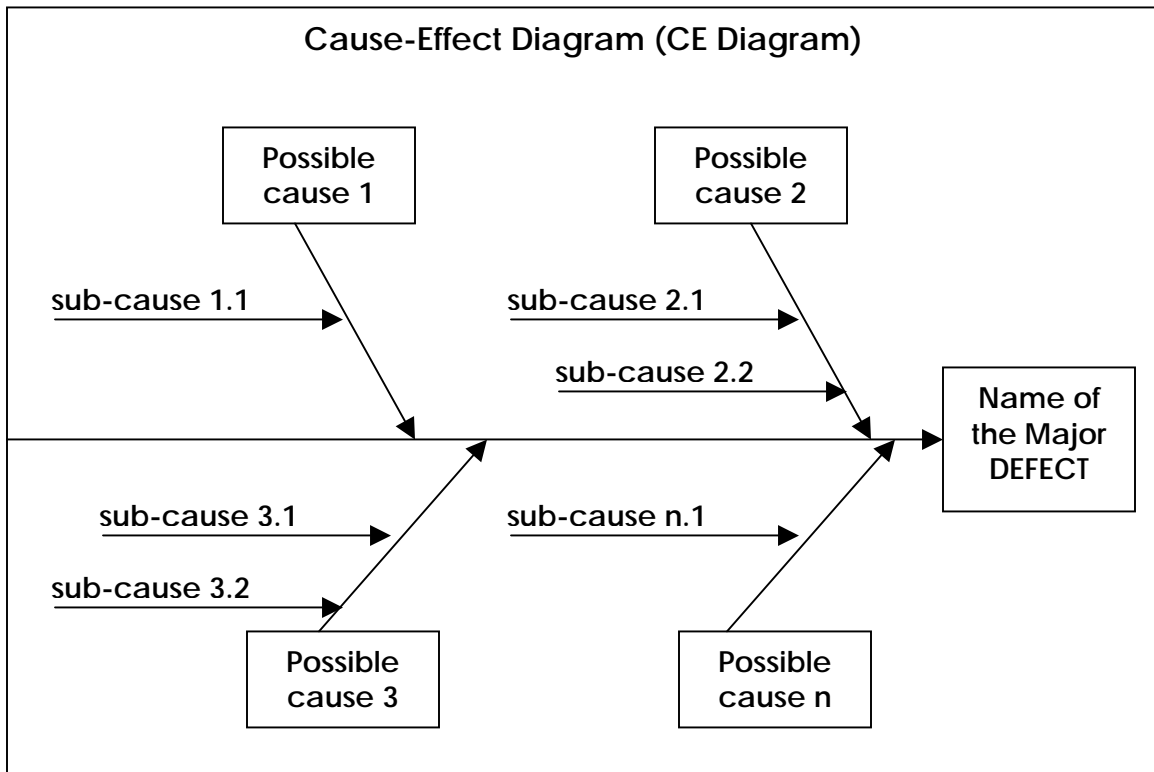 Cause-Effect Diagram (CE Diagram)
Possible
cause 1
Possible
cause 2
sub-cause 1.1
sub-cause 2.1
sub-cause 2.2
Name of
the Major
DEFECT
sub-cause 3.1
sub-cause n.1
sub-cause 3.2
Possible
cause 3
Possible
cause n